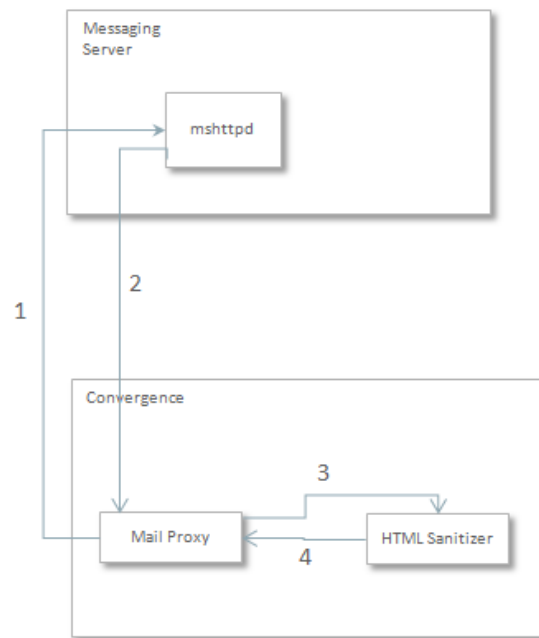 Messaging
Server
mshttpd
1
2
Convergence
3
Mail Proxy
4
HTML Sanitizer